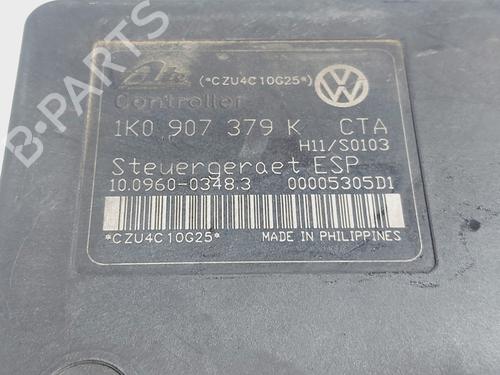 Ate (*CZU4C10G25*)
Controller
1K0 907 379 K CTA
H11/S0103
Steuergeraet ESP
10.0960-0348.3 00005305D1
*CZU4C10G25* MADE IN PHILIPPINES
B-PARTS